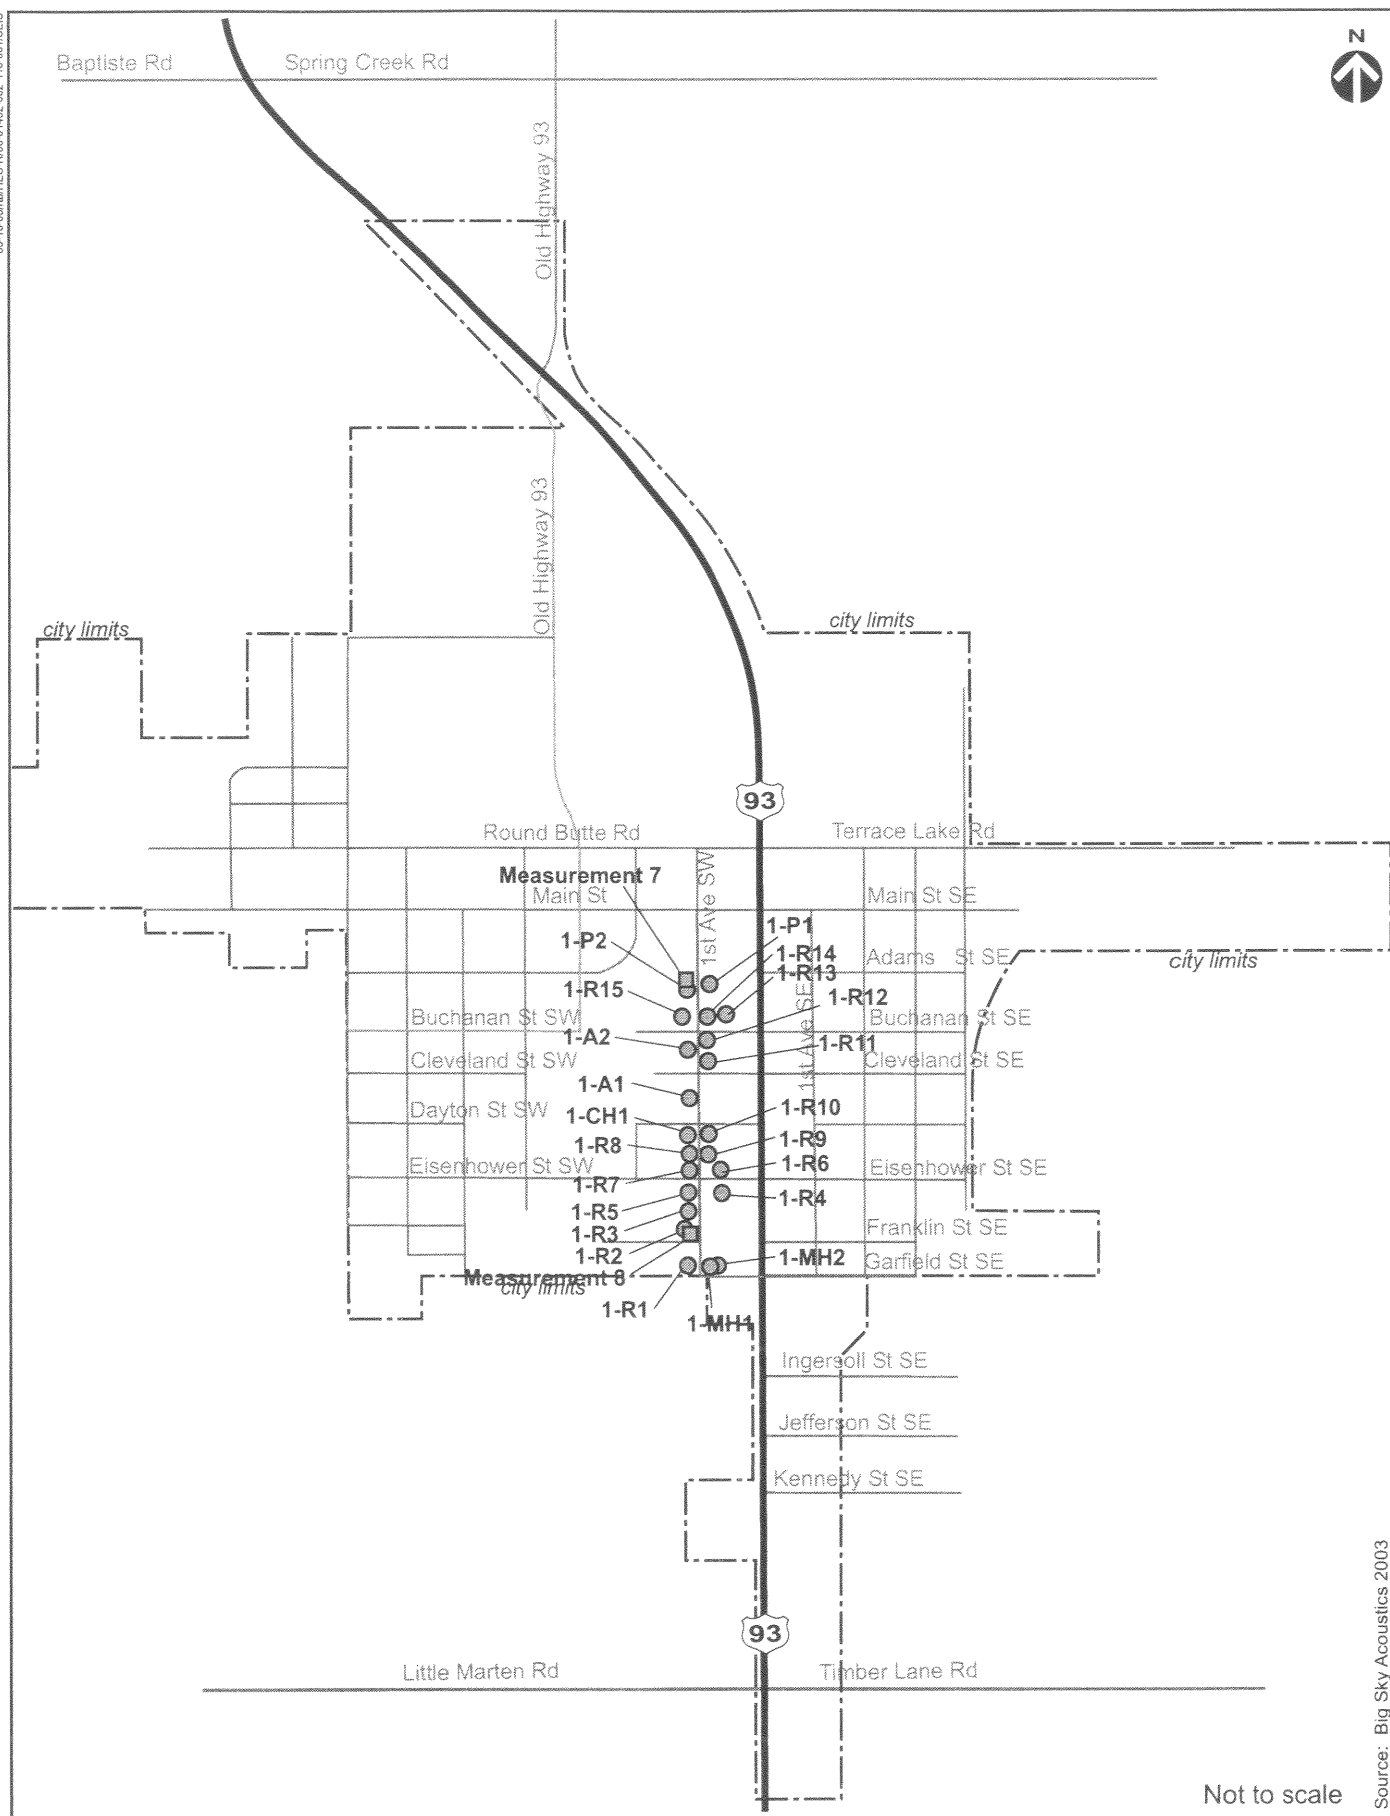 N
Baptiste Rd
Spring Creek Rd
Old Highway 93
Old Highway 93
city limits
city limits
93
Round Butte Rd
Terrace Lake Rd
1st Ave SW
Measurement 7
Main St
Main St SE
1-P1
1-P2
1-R14
Adams St SE
city limits
1-R13
1-R15
1-R12
Buchanan St SW
Buchanan St SE
1st Ave SE
1-A2
1-R11
Cleveland St SW
Cleveland St SE
1-A1
Dayton St SW
1-R10
1-CH1
1-R8
1-R9
Eisenhower St SW
1-R6
Eisenhower St SE
1-R7
1-R4
1-R5
1-R3
Franklin St SE
1-R2
1-MH2
Garfield St SE
Measurement 8
city limits
1-R1
1-MH1
Ingersoll St SE
Jefferson St SE
Kennedy St SE
93
Little Marten Rd
Timber Lane Rd
Not to scale
Source: Big Sky Acoustics 2003